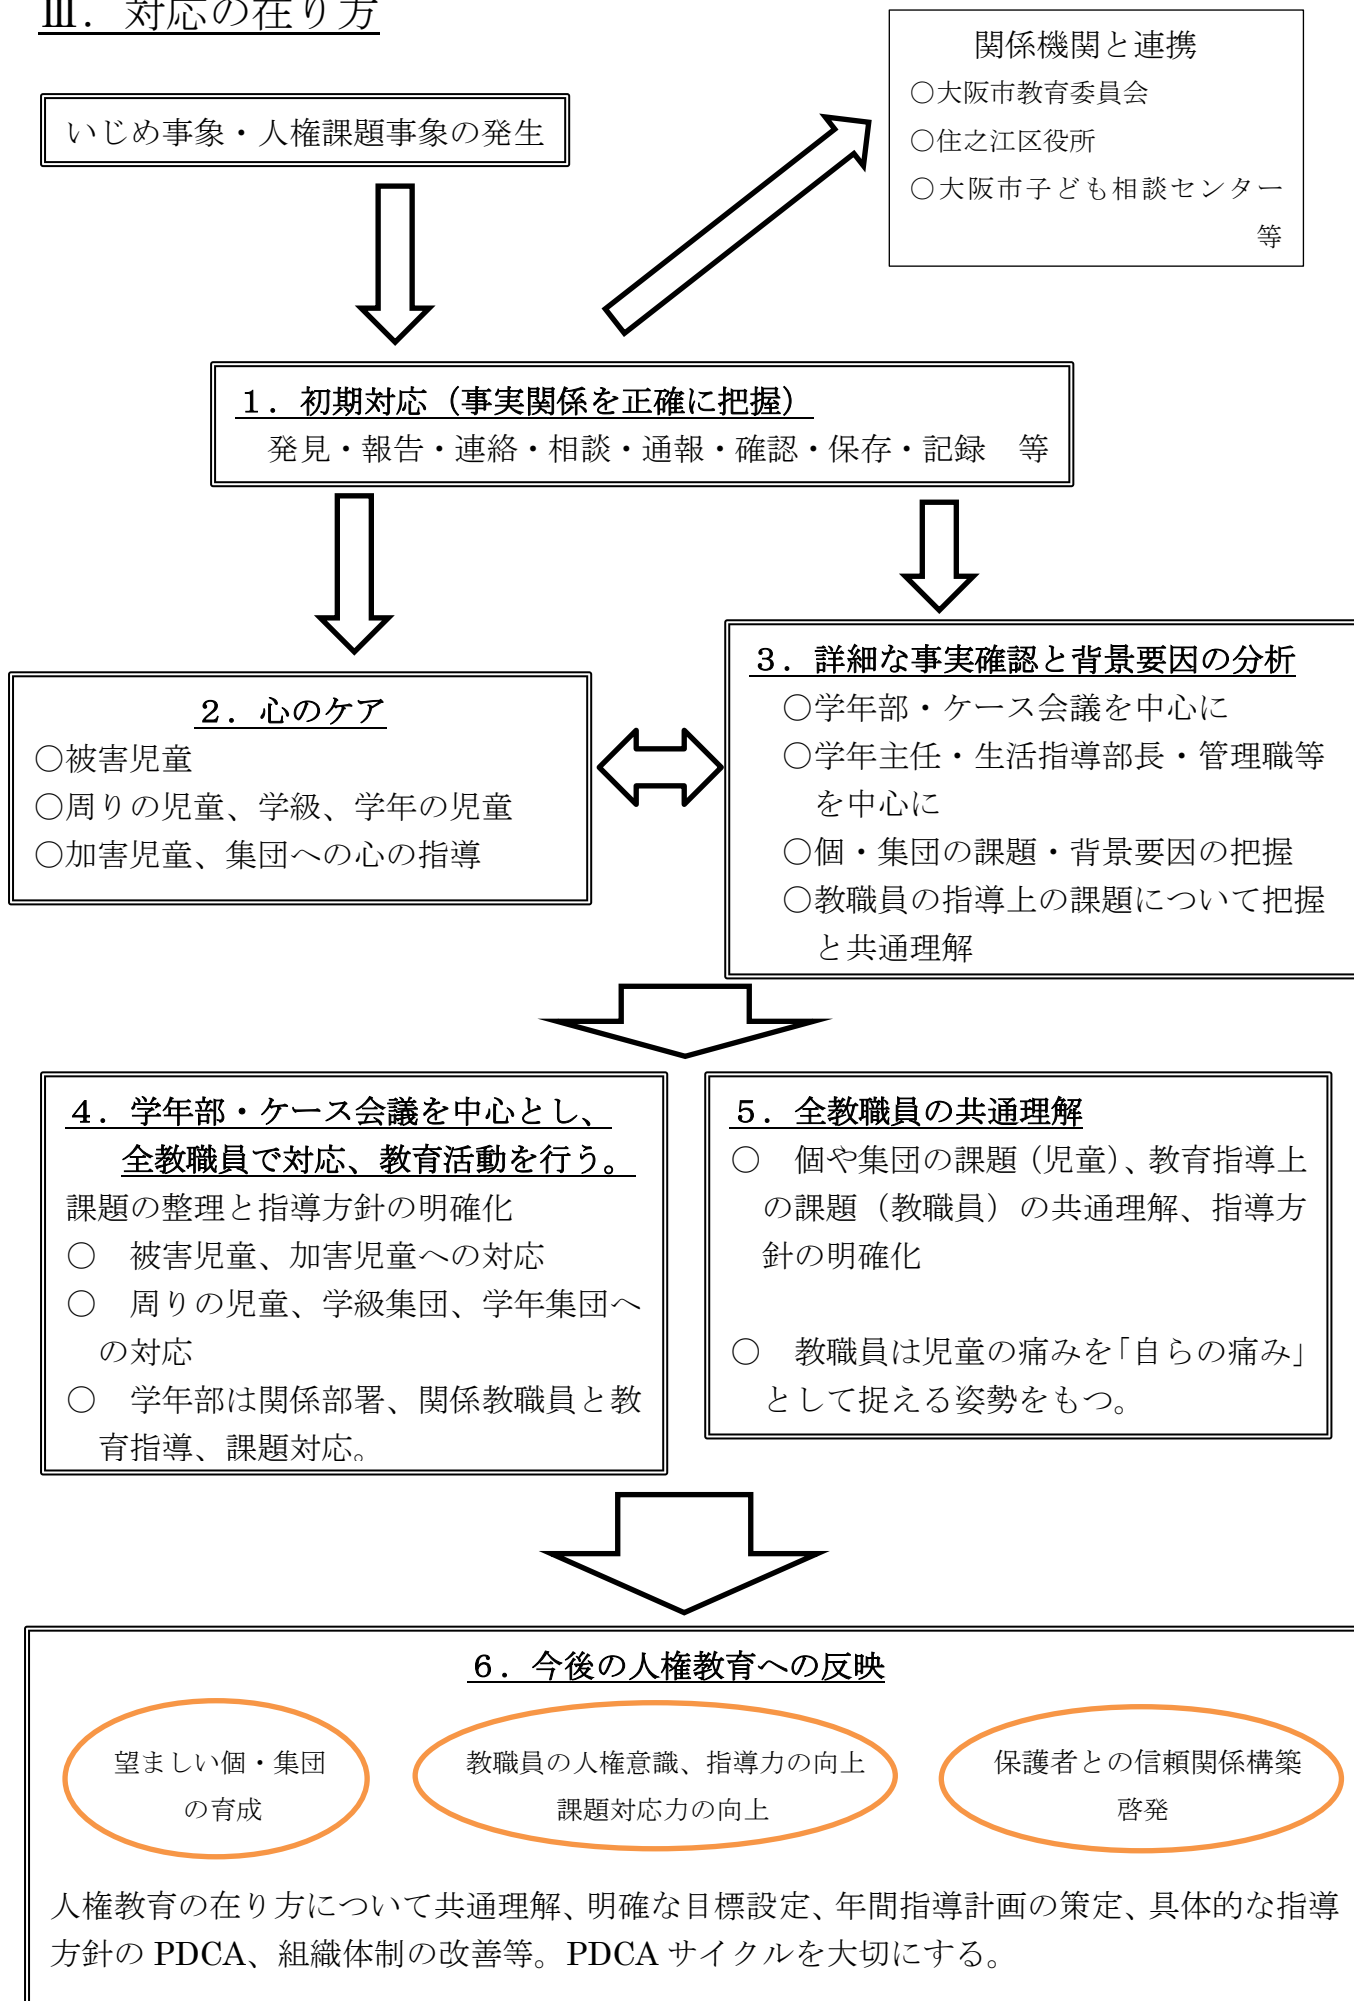 Ⅲ．対応の在り方
関係機関と連携
○大阪市教育委員会
○住之江区役所
○大阪市子ども相談センター
等
いじめ事象・人権課題事象の発生
１．初期対応（事実関係を正確に把握）
発見・報告・連絡・相談・通報・確認・保存・記録　等
２．心のケア
○被害児童
○周りの児童、学級、学年の児童
○加害児童、集団への心の指導
３．詳細な事実確認と背景要因の分析
○学年部・ケース会議を中心に
○学年主任・生活指導部長・管理職等
を中心に
○個・集団の課題・背景要因の把握
○教職員の指導上の課題について把握
と共通理解
４．学年部・ケース会議を中心とし、
全教職員で対応、教育活動を行う。
課題の整理と指導方針の明確化
○　被害児童、加害児童への対応
○　周りの児童、学級集団、学年集団へ
の対応
○　学年部は関係部署、関係教職員と教
育指導、課題対応。
５．全教職員の共通理解
○　個や集団の課題（児童）、教育指導上
の課題（教職員）の共通理解、指導方
針の明確化
○　教職員は児童の痛みを「自らの痛み」
として捉える姿勢をもつ。
６．今後の人権教育への反映
望ましい個・集団
の育成
教職員の人権意識、指導力の向上
課題対応力の向上
保護者との信頼関係構築
啓発
人権教育の在り方について共通理解、明確な目標設定、年間指導計画の策定、具体的な指導
方針の PDCA、組織体制の改善等。PDCA サイクルを大切にする。